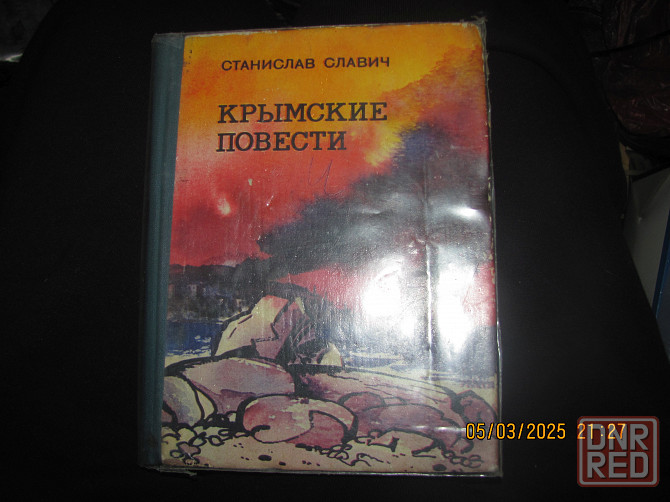 СТАНИСЛАВ СЛАВИЧ
КРЫМСКИЕ
ПОВЕСТИ
05/03/2025 21:27
DNR
RED